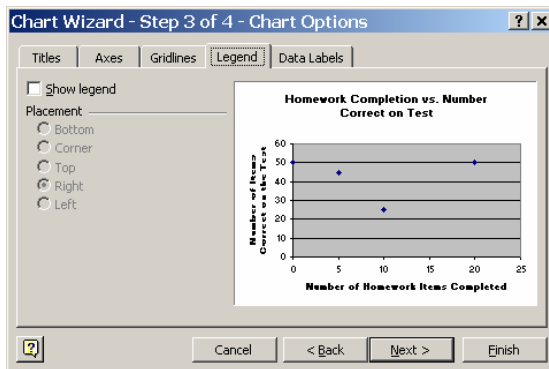 Chart Wizard - Step 3 of 4 - Chart Options
? x
Titles Axes Gridlines Legend Data Labels
Show legend
Placement
Bottom
Corner
Top
Right
Left
Homework Completion vs. Number
Correct on Test
Number of Items
Correct on the Test
60
50
40
30
20
10
0
0 5 10 15 20 25
Number of Homework Items Completed
? Cancel < Back Next > Finish